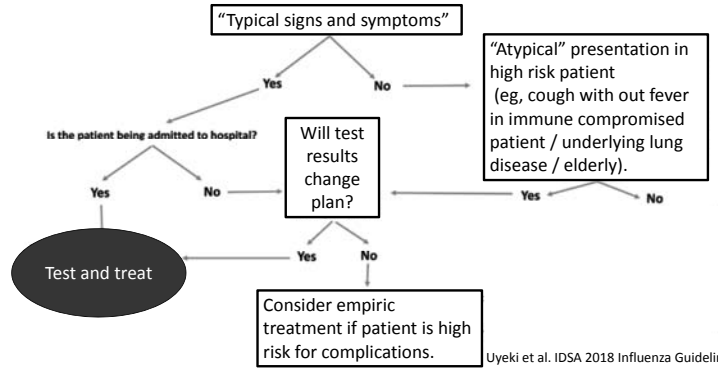 "Typical signs and symptoms"
"Atypical" presentation in
high risk patient
(eg, cough with out fever
in immune compromised
patient / underlying lung
disease / elderly).
Yes
No
Is the patient being admitted to hospital?
Will test
results
change
plan?
Yes
No
Yes
No
Test and treat
Yes
No
Consider empiric
treatment if patient is high
risk for complications.
Uyeki et al. IDSA 2018 Influenza Guidelin